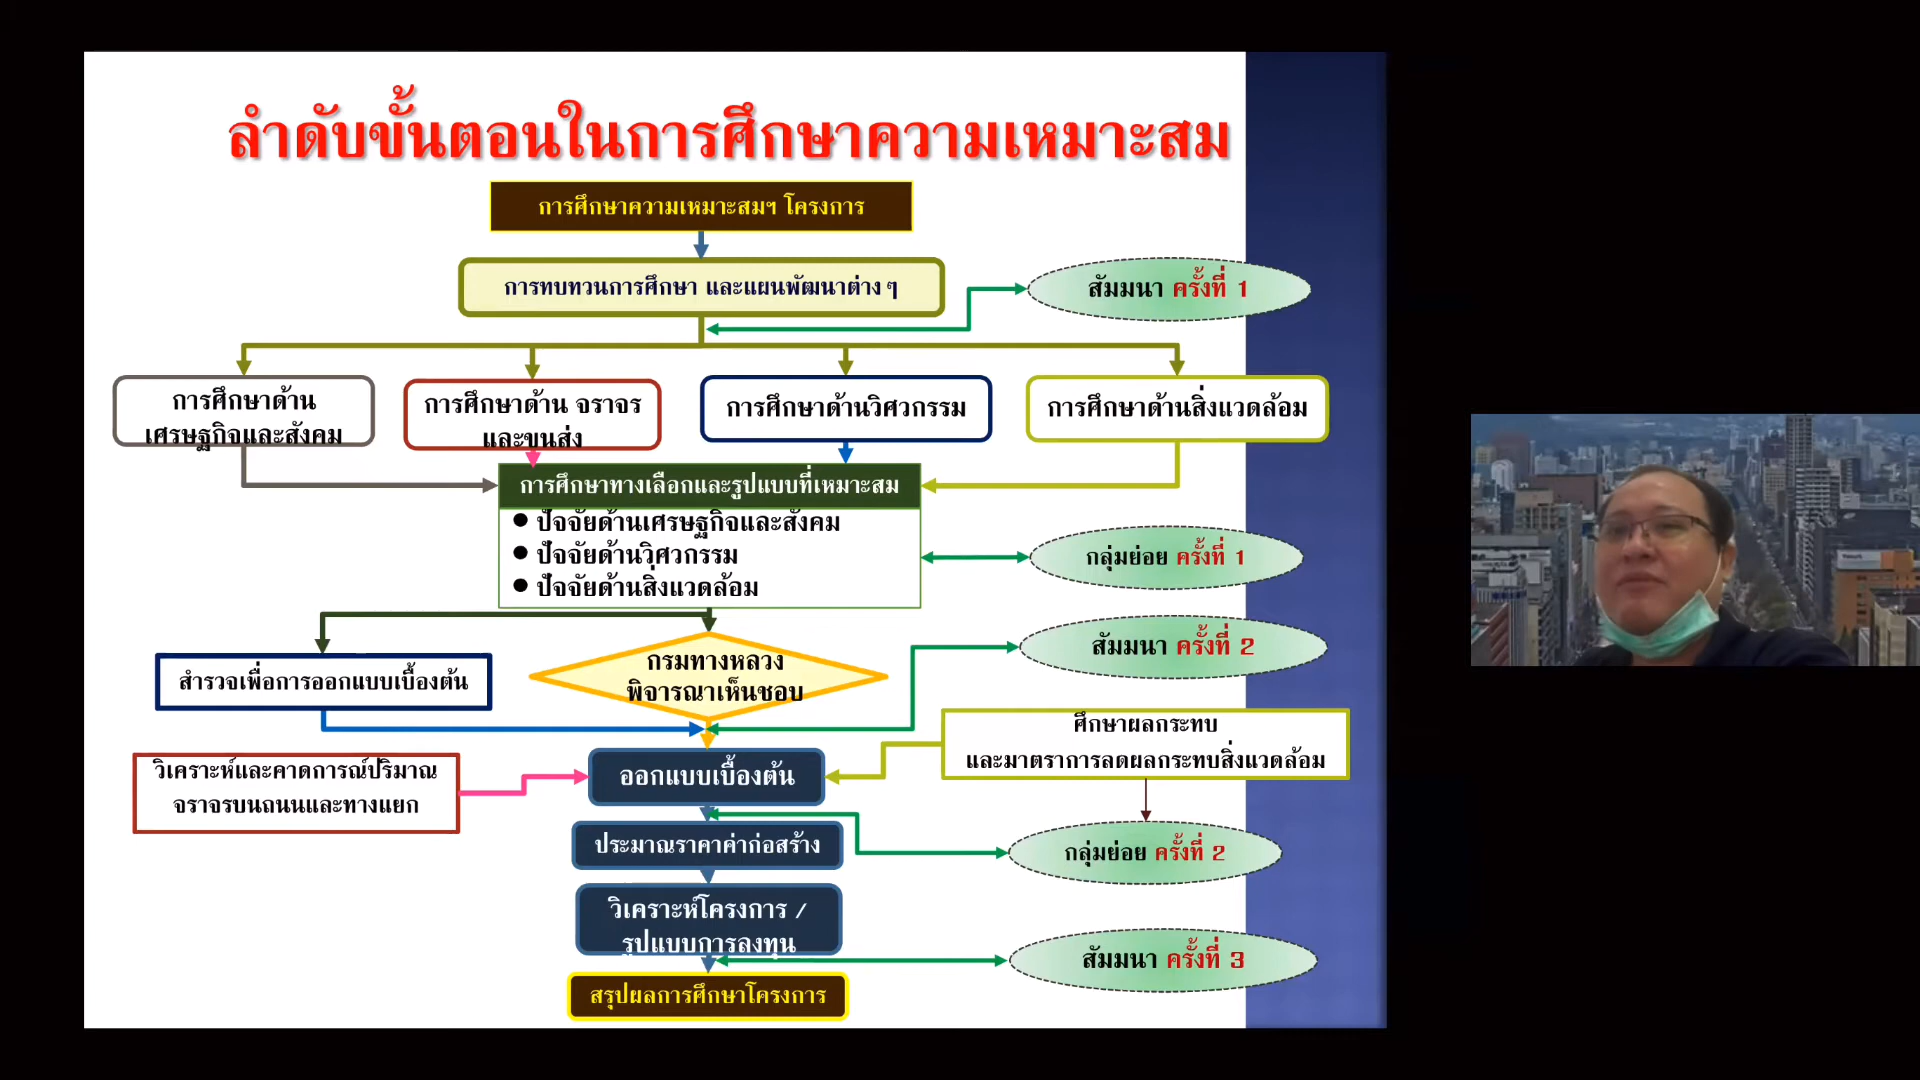 ลำดับขั้นตอนในการศึกษาความเหมาะสม
การศึกษาความเหมาะสมฯ โครงการ
การทบทวนการศึกษา และแผนพัฒนาต่าง ๆ
สัมมนา ครั้งที่ 1
การศึกษาด้าน
เศรษฐกิจและสังคม
การศึกษาด้าน จราจร
และขนส่ง
การศึกษาด้านวิศวกรรม
การศึกษาด้านสิ่งแวดล้อม
การศึกษาทางเลือกและรูปแบบที่เหมาะสม
● ปัจจัยด้านเศรษฐกิจและสังคม
● ปัจจัยด้านวิศวกรรม
● ปัจจัยด้านสิ่งแวดล้อม
กลุ่มย่อย ครั้งที่ 1
สำรวจเพื่อการออกแบบเบื้องต้น
กรมทางหลวง
พิจารณาเห็นชอบ
สัมมนา ครั้งที่ 2
ศึกษาผลกระทบ
และมาตราการลดผลกระทบสิ่งแวดล้อม
วิเคราะห์และคาดการณ์ปริมาณ
จราจรบนถนนและทางแยก
ออกแบบเบื้องต้น
ประมาณราคาค่าก่อสร้าง
กลุ่มย่อย ครั้งที่ 2
วิเคราะห์โครงการ /
รูปแบบการลงทุน
สัมมนา ครั้งที่ 3
สรุปผลการศึกษาโครงการ